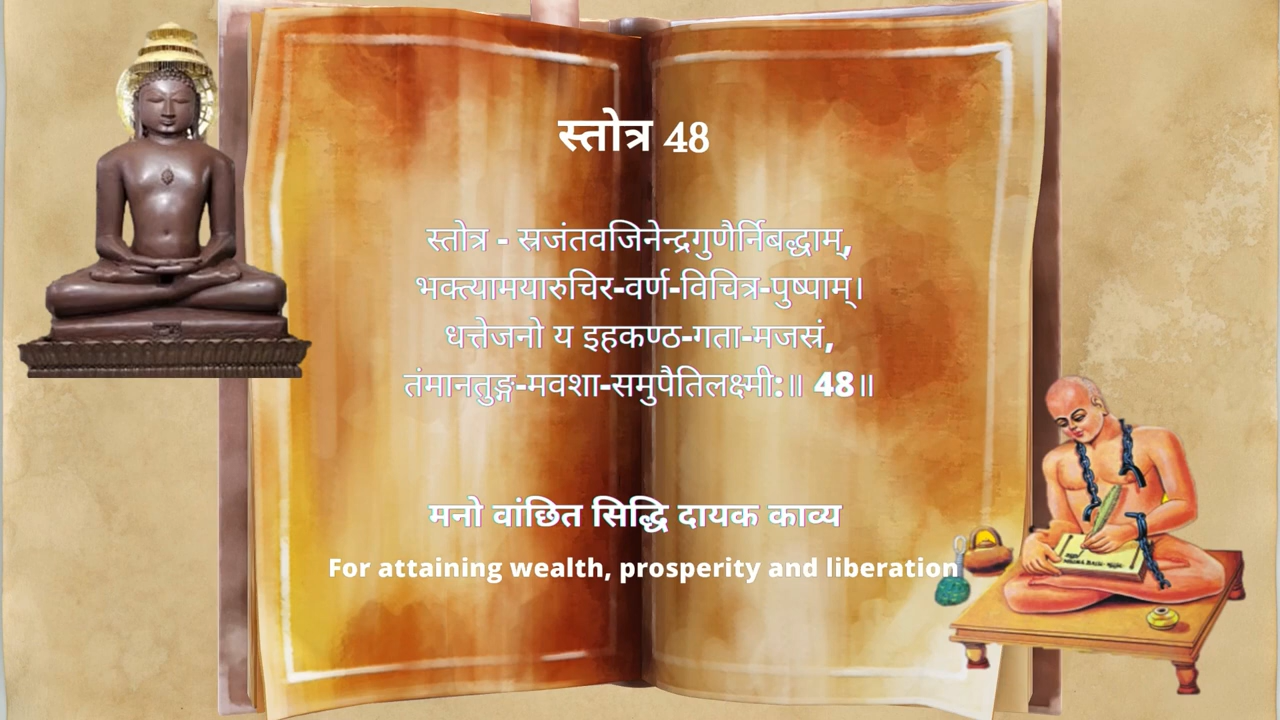 स्तोत्र 48
स्तोत्र - स्रजंतवजिनेन्द्रगुणैर्निबद्धाम्,
भक्त्यामयारुचिर-वर्ण-विचित्र-पुष्पाम्।
धत्तेजनो य इहकण्ठ-गता-मजस्रं,
तंमानतुङ्ग-मवशा-समुपैतिलक्ष्मी:॥ 48॥
मनो वांछित सिद्धि दायक काव्य
For attaining wealth, prosperity and liberation